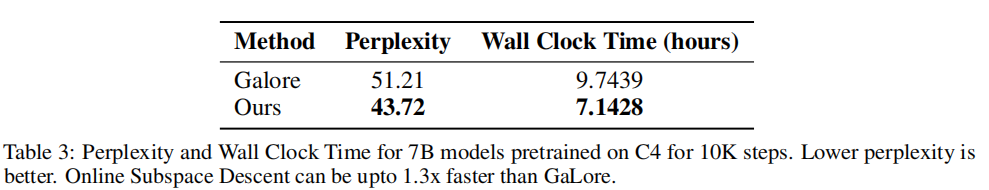 Method Perplexity Wall Clock Time (hours)
Galore 51.21 9.7439
Ours 43.72 7.1428
Table 3: Perplexity and Wall Clock Time for 7B models pretrained on C4 for 10K steps. Lower perplexity is
better. Online Subspace Descent can be upto 1.3x faster than GaLore.